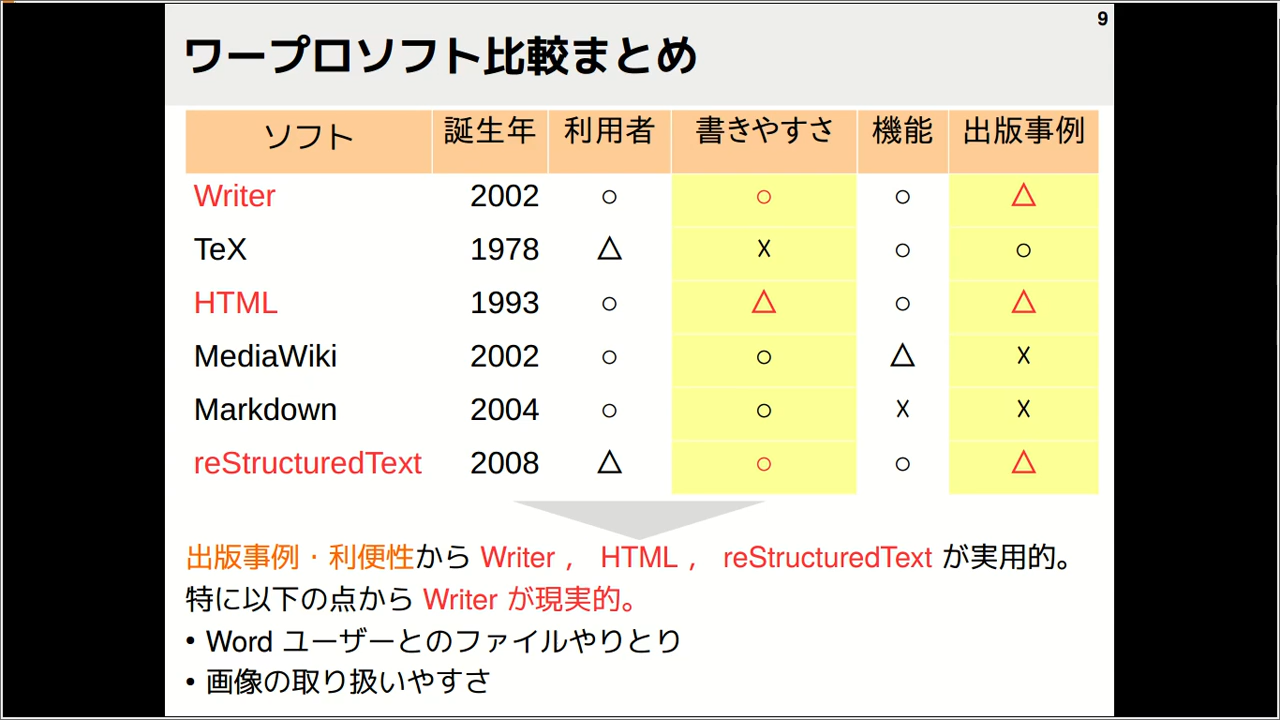 9
ワープロソフト比較まとめ
ソフト 誕生年 利用者 書きやすさ 機能 出版事例
Writer 2002 ○ ○ ○ △
TeX 1978 △ ☓ ○ ○
HTML 1993 ○ △ ○ △
MediaWiki 2002 ○ ○ △ ☓
Markdown 2004 ○ ○ ☓ ☓
reStructuredText 2008 △ ○ ○ △
出版事例・利便性から Writer , HTML , reStructuredText が実用的。
特に以下の点から Writer が現実的。
• Word ユーザーとのファイルやりとり
• 画像の取り扱いやすさ